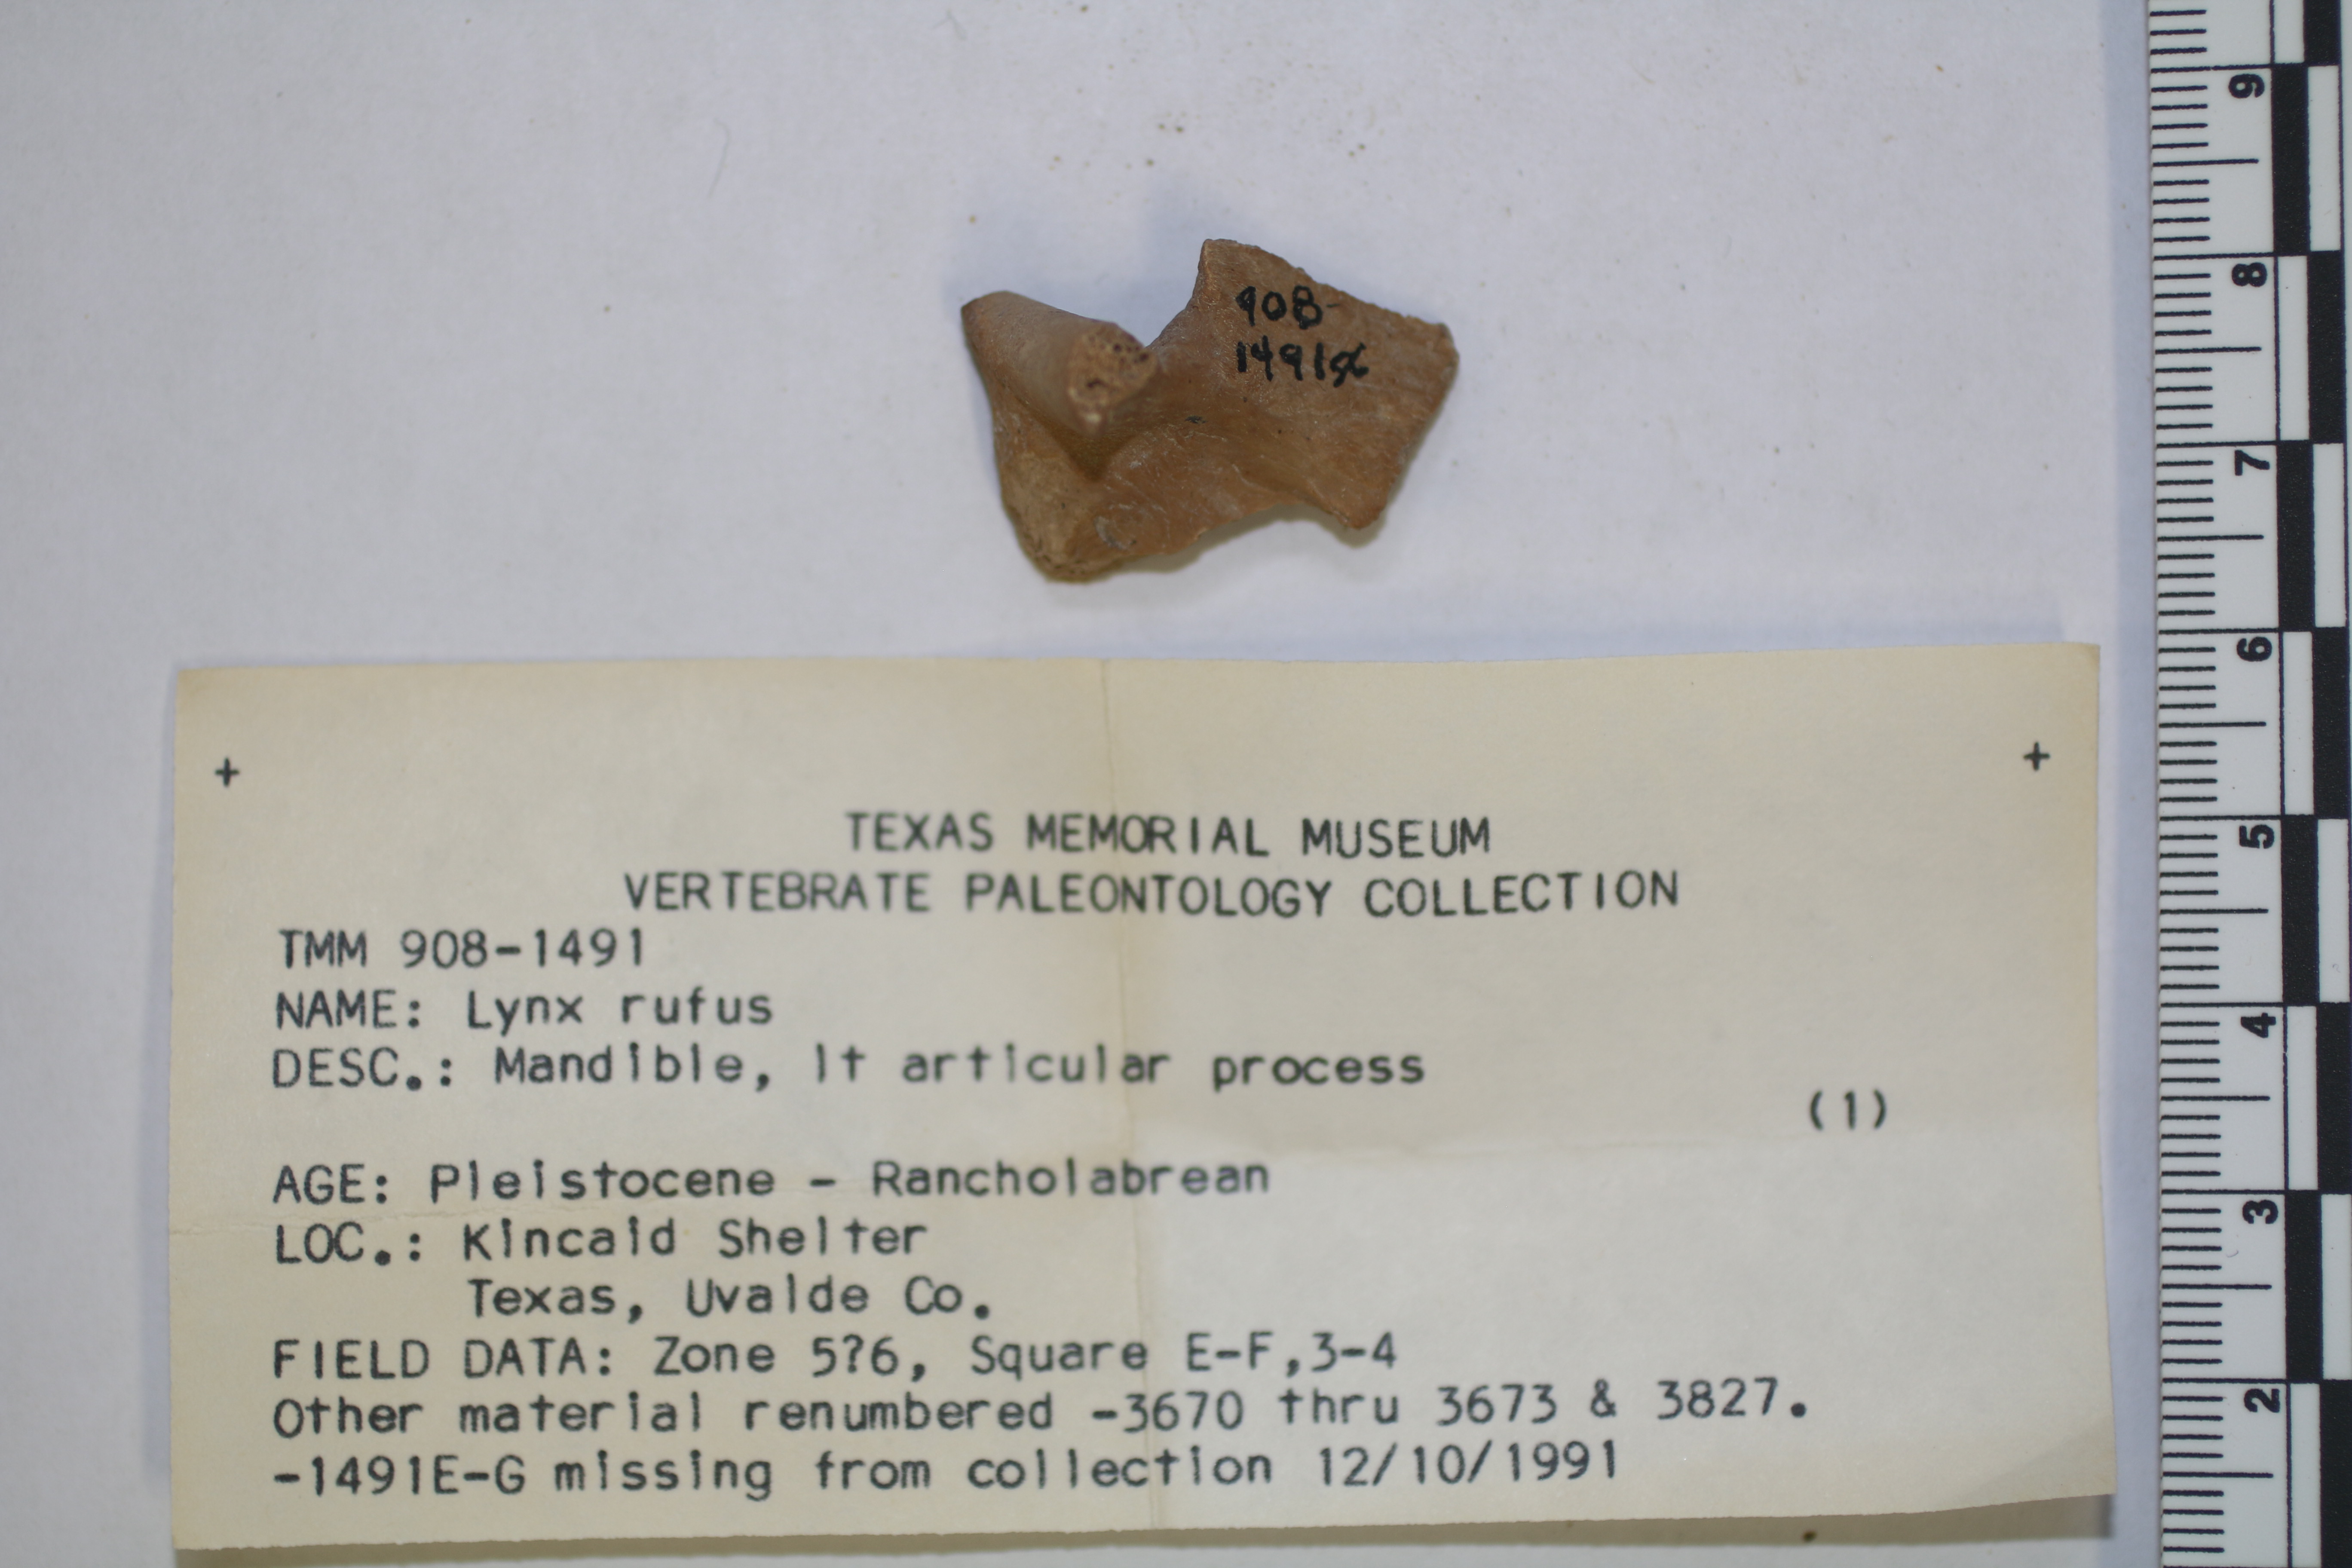 908-
1491
+ +
TEXAS MEMORIAL MUSEUM
VERTEBRATE PALEONTOLOGY COLLECTION
TMM 908-1491
NAME: Lynx rufus
DESC.: Mandible, lt articular process
(1)
AGE: Pleistocene - Rancholabrean
LOC.: Kincaid Shelter
Texas, Uvalde Co.
FIELD DATA: Zone 5?6, Square E-F,3-4
Other material renumbered -3670 thru 3673 & 3827.
-1491E-G missing from collection 12/10/1991
9
8
7
6
5
4
3
2